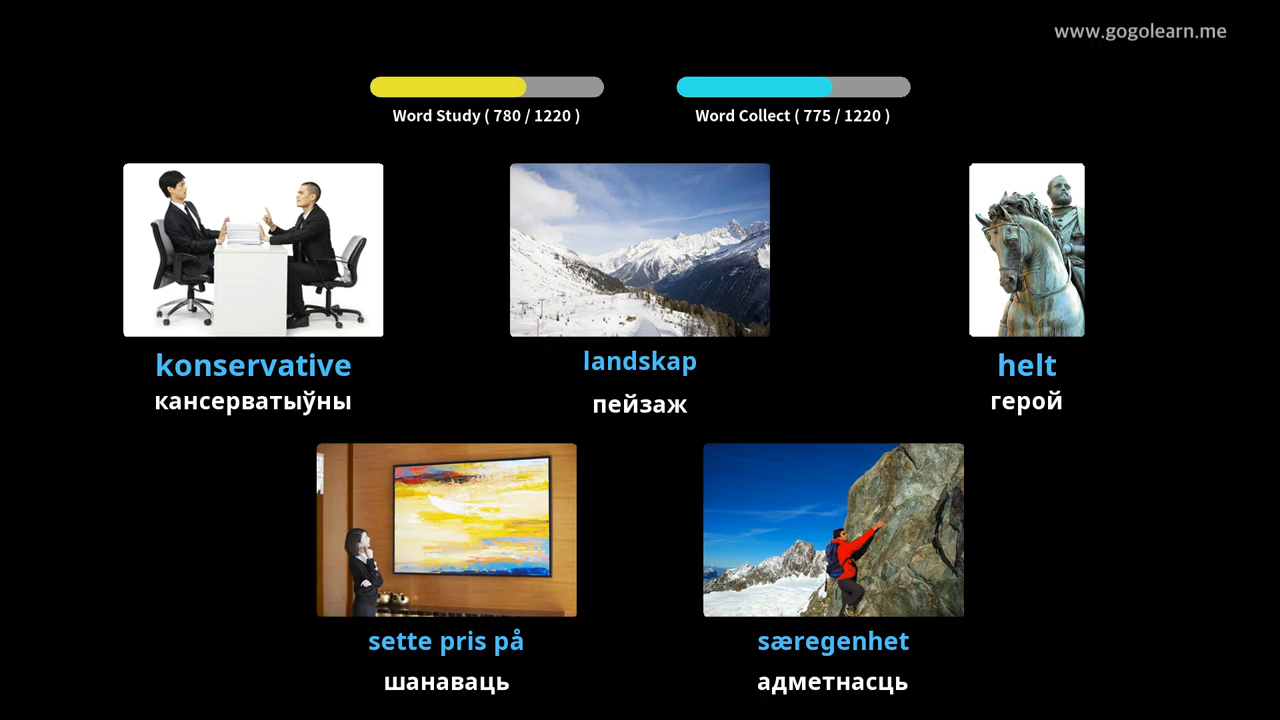 www.gogolearn.me
Word Study ( 780 / 1220 )
Word Collect ( 775 / 1220 )
konservative
кансерватыўны
landskap
пейзаж
helt
герой
sette pris på
шанаваць
særegenhet
адметнасць